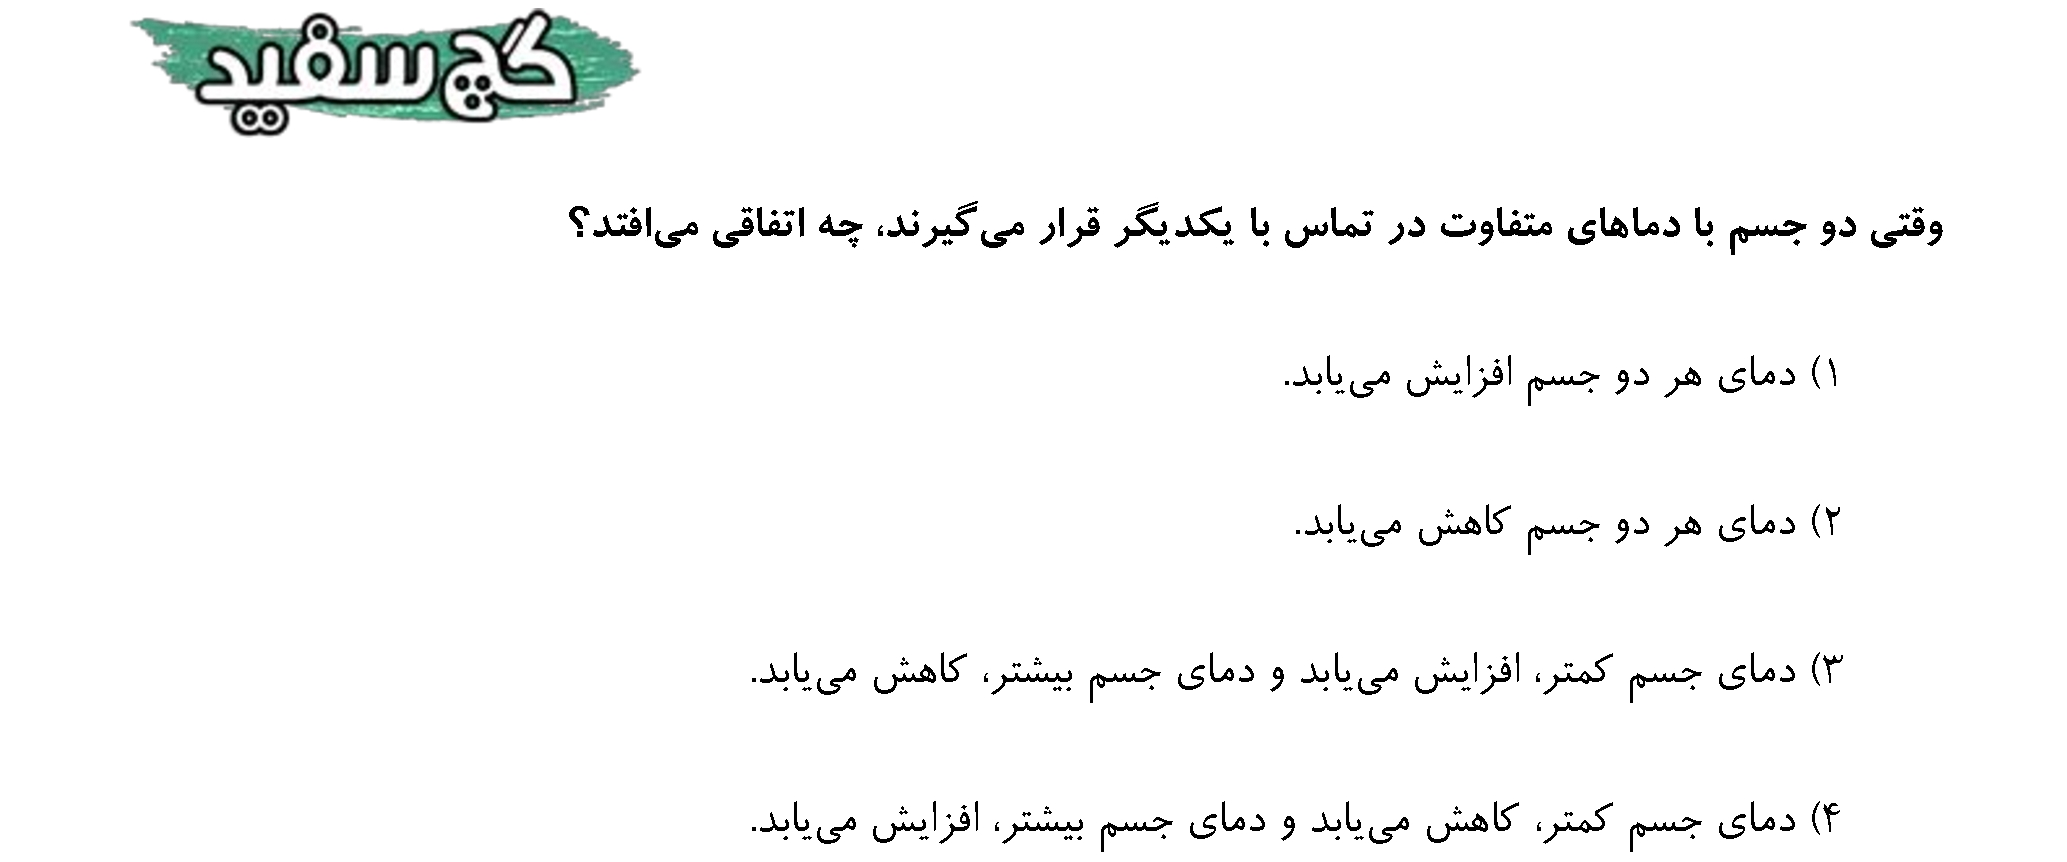 گچ سفید
وقتی دو جسم با دماهای متفاوت در تماس با یکدیگر قرار می‌گیرند، چه اتفاقی می‌افتد؟
۱) دمای هر دو جسم افزایش می‌یابد.
۲) دمای هر دو جسم کاهش می‌یابد.
۳) دمای جسم کمتر، افزایش می‌یابد و دمای جسم بیشتر، کاهش می‌یابد.
۴) دمای جسم کمتر، کاهش می‌یابد و دمای جسم بیشتر، افزایش می‌یابد.